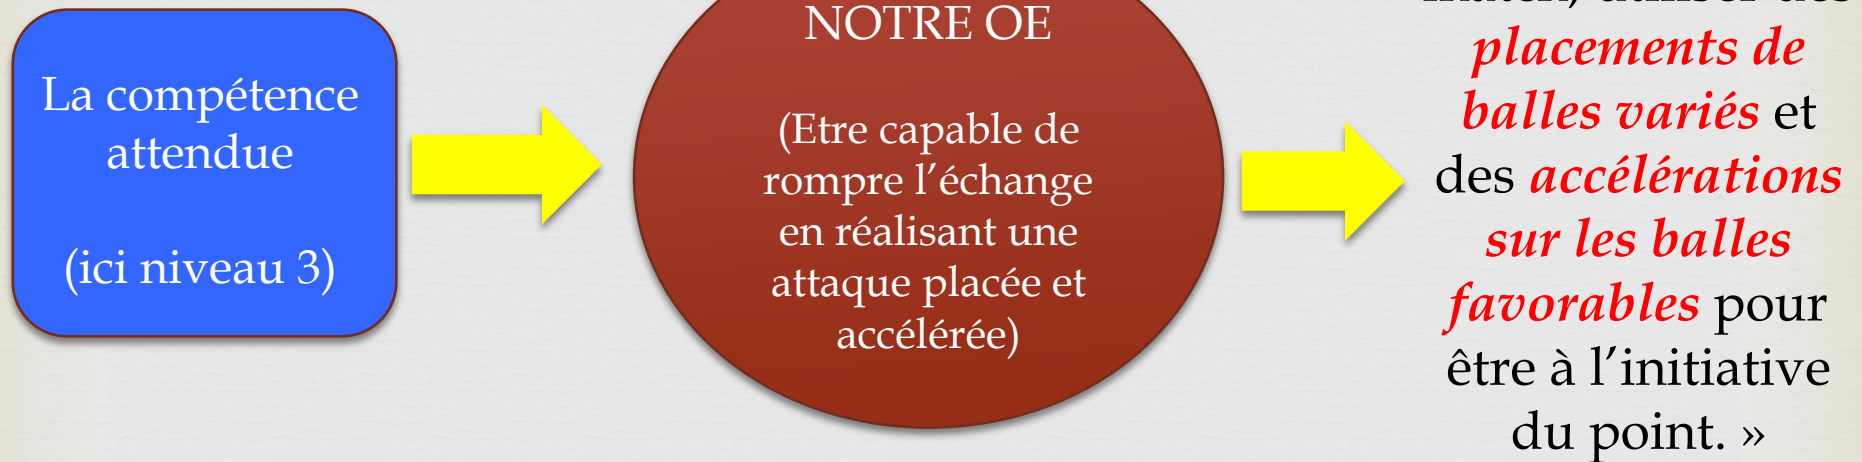 La compétence
attendue
(ici niveau 3)
NOTRE OE
(Etre capable de
rompre l’échange
en réalisant une
attaque placée et
accélérée)
placements de
balles variés et
des accélérations
sur les balles
favorables pour
être à l’initiative
du point. »